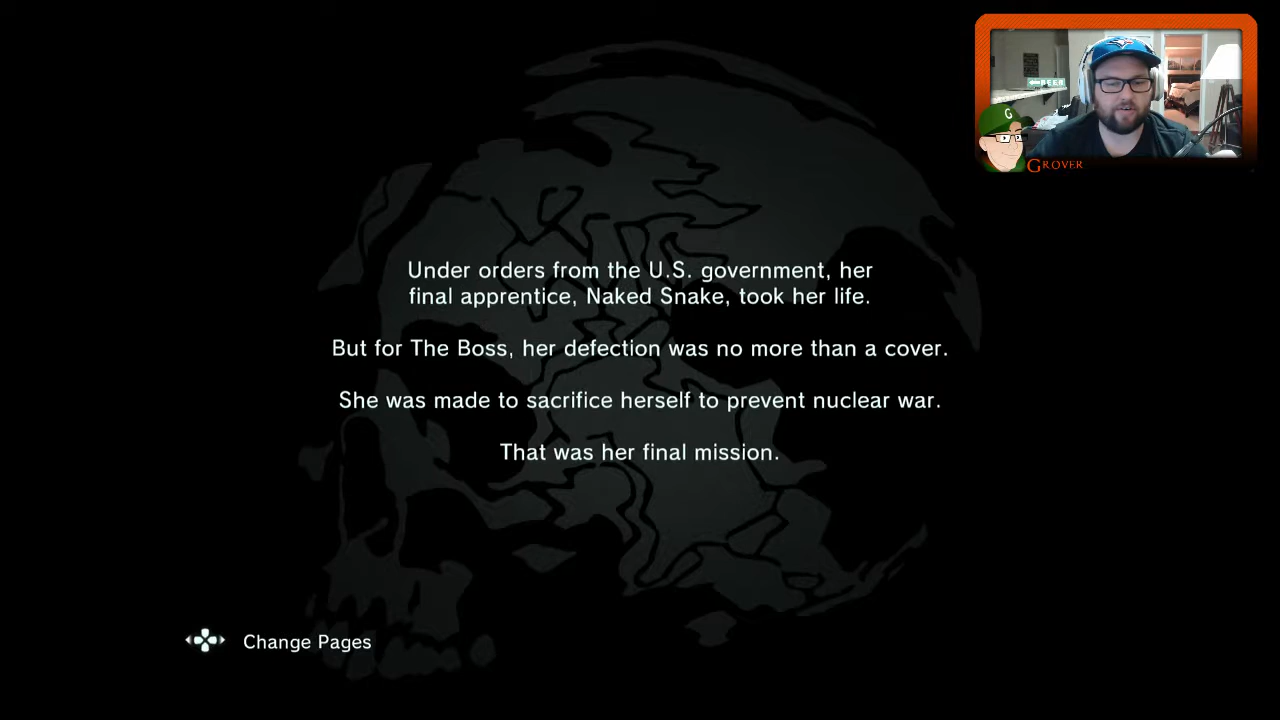 BEER
G
GROVER
Under orders from the U.S. government, her
final apprentice, Naked Snake, took her life.
But for The Boss, her defection was no more than a cover.
She was made to sacrifice herself to prevent nuclear war.
That was her final mission.
Change Pages